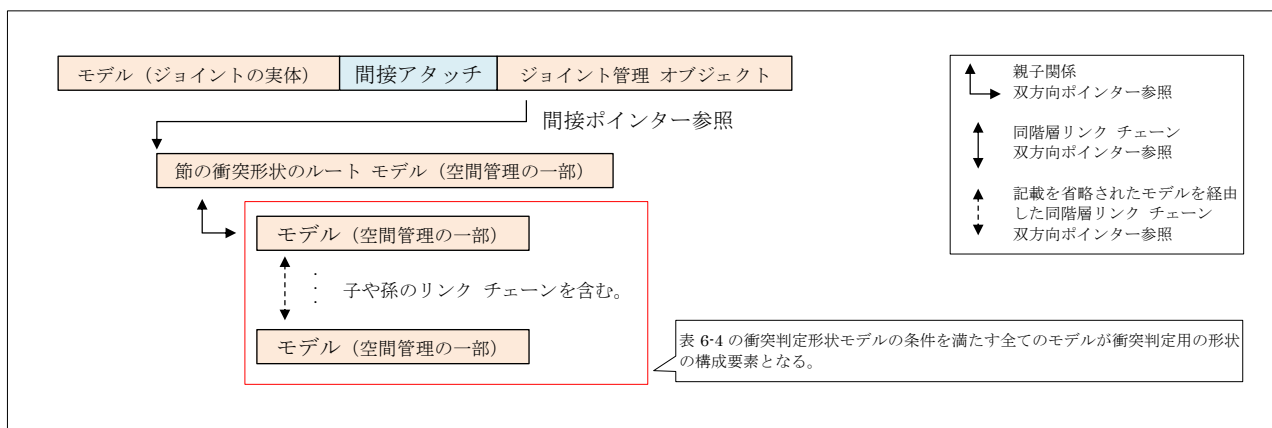 モデル（ジョイントの実体） 間接アタッチ ジョイント管理 オブジェクト
間接ポインター参照
節の衝突形状のルート モデル（空間管理の一部）
モデル（空間管理の一部）
子や孫のリンク チェーンを含む。
モデル（空間管理の一部）
表 6-4 の衝突判定形状モデルの条件を満たす全てのモデルが衝突判定用の形状
の構成要素となる。
親子関係
双方向ポインター参照
同階層リンク チェーン
双方向ポインター参照
記載を省略されたモデルを経由
した同階層リンク チェーン
双方向ポインター参照